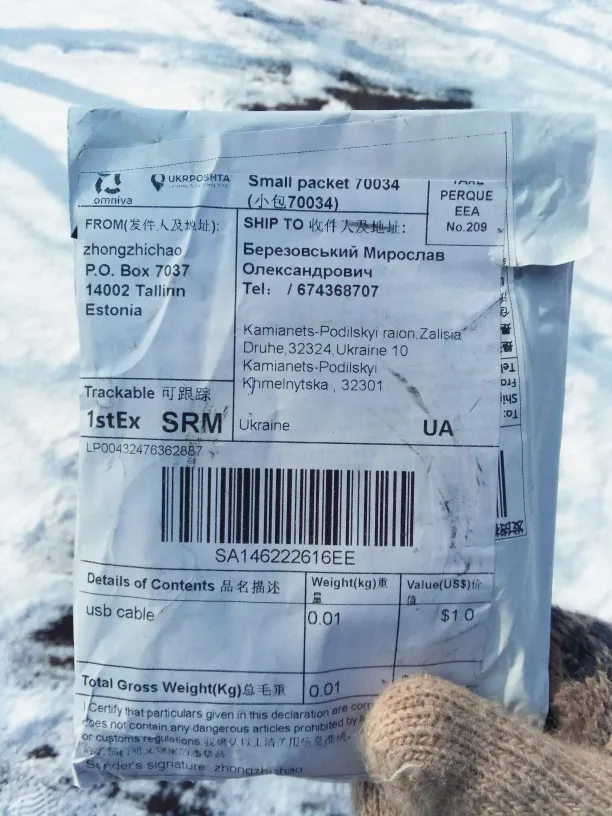 omniva
UKRPOSHTA
Small packet 70034
(小包70034)
PERQUE
EEA
No.209
FROM(发件人及地址):
zhongzhichao
P.O. Box 7037
14002 Tallinn
Estonia
SHIP TO 收件人及地址:
Березовський Мирослав
Олександрович
Tel: / 674368707
Kamianets-Podilskyi raion,Zalisia
Druhe,32324,Ukraine 10
Kamianets-Podilskyi
Khmelnytska , 32301
Ukraine
UA
Trackable 可跟踪
1stEx SRM
LP00432476362887
SA146222616EE
Details of Contents 品名描述
Weight(kg)重
量
Value(US$)价
值
usb cable
0.01
$1.0
Total Gross Weight(Kg)总毛重
0.01
I Certify that particulars given in this declaration are
does not contain any dangerous articles prohibited by
or customs regulations
Sender's signature: zhongzhichao
To:
Ship
From
Tel